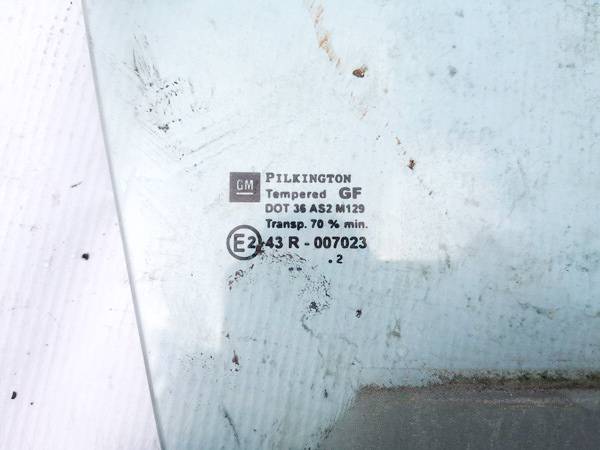 GM
PILKINGTON
Tempered GF
DOT 36 AS2 M129
Transp. 70 % min.
E2 43 R - 007023
. 2